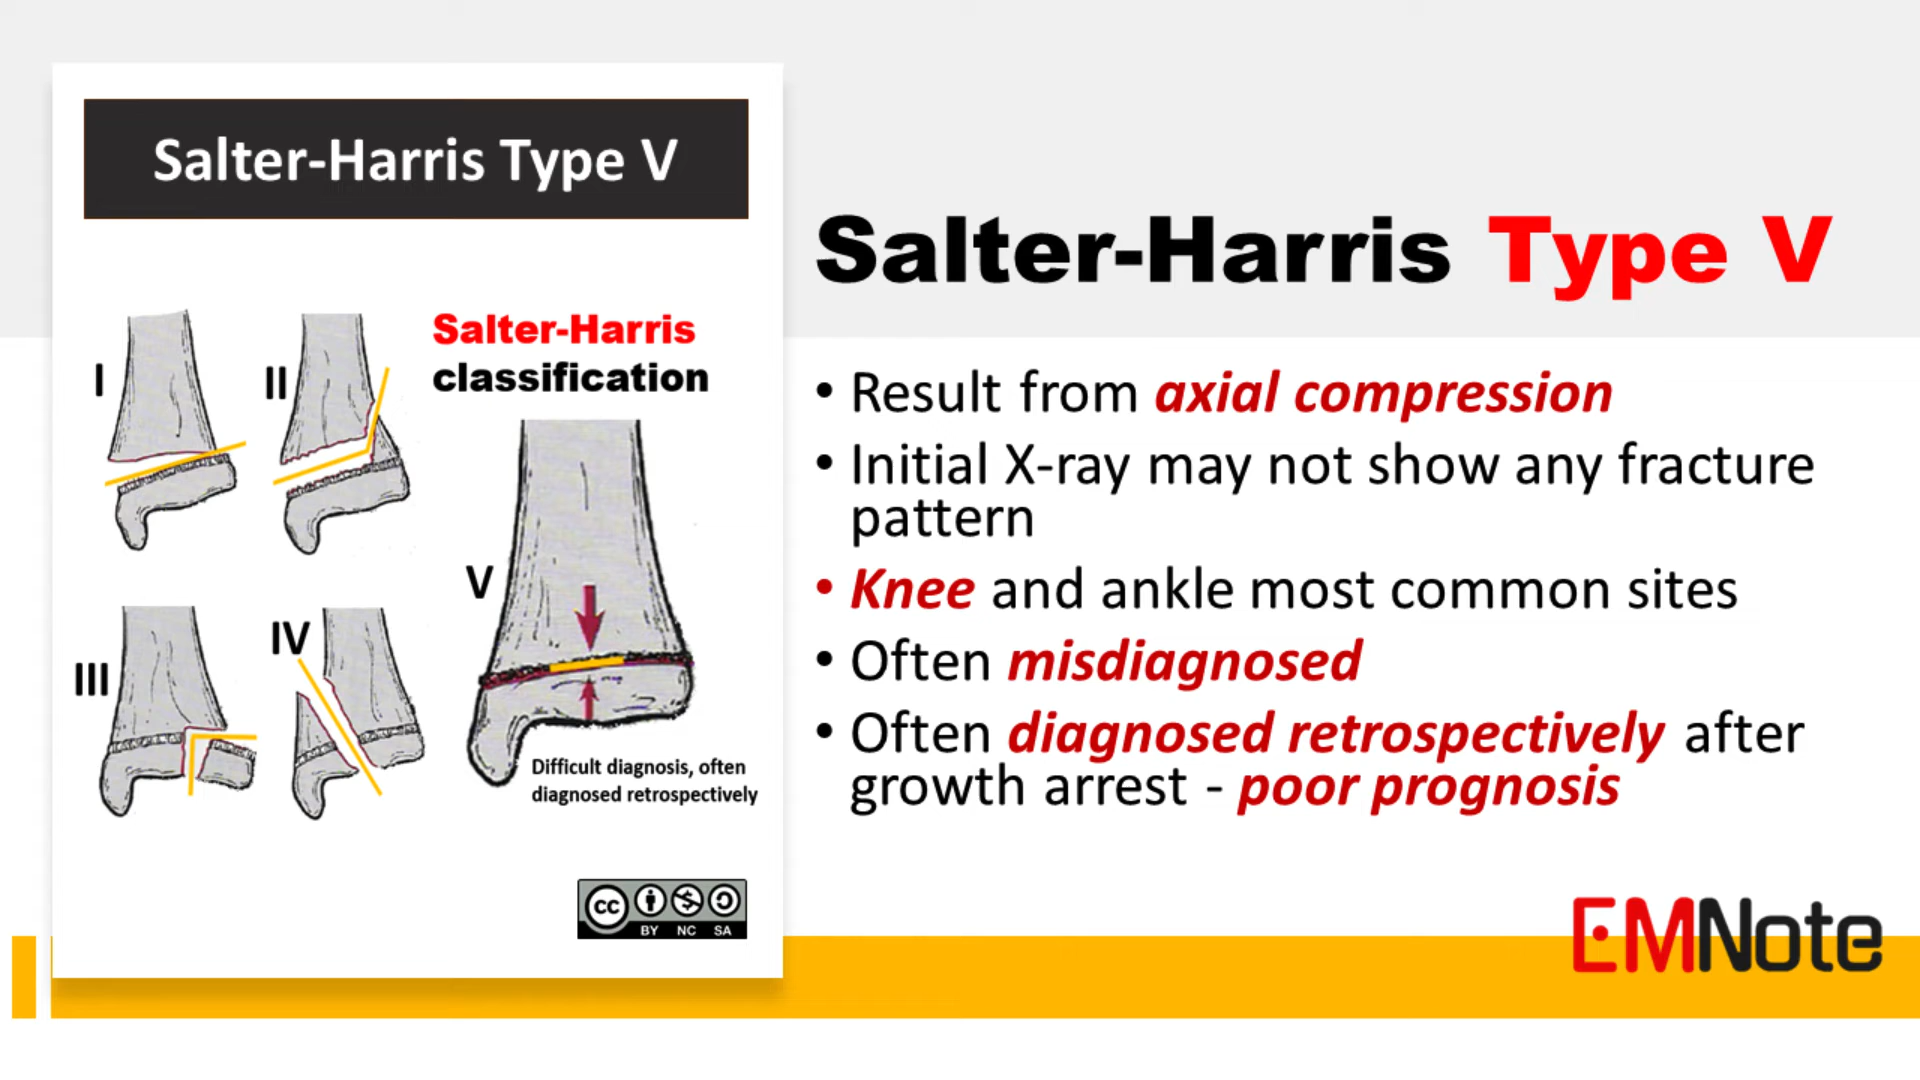 Salter-Harris Type V
Salter-Harris
classification
I
II
III
IV
V
Difficult diagnosis, often
diagnosed retrospectively
cc
BY NC SA
Salter-Harris Type V
• Result from axial compression
• Initial X-ray may not show any fracture
pattern
• Knee and ankle most common sites
• Often misdiagnosed
• Often diagnosed retrospectively after
growth arrest - poor prognosis
EMNote